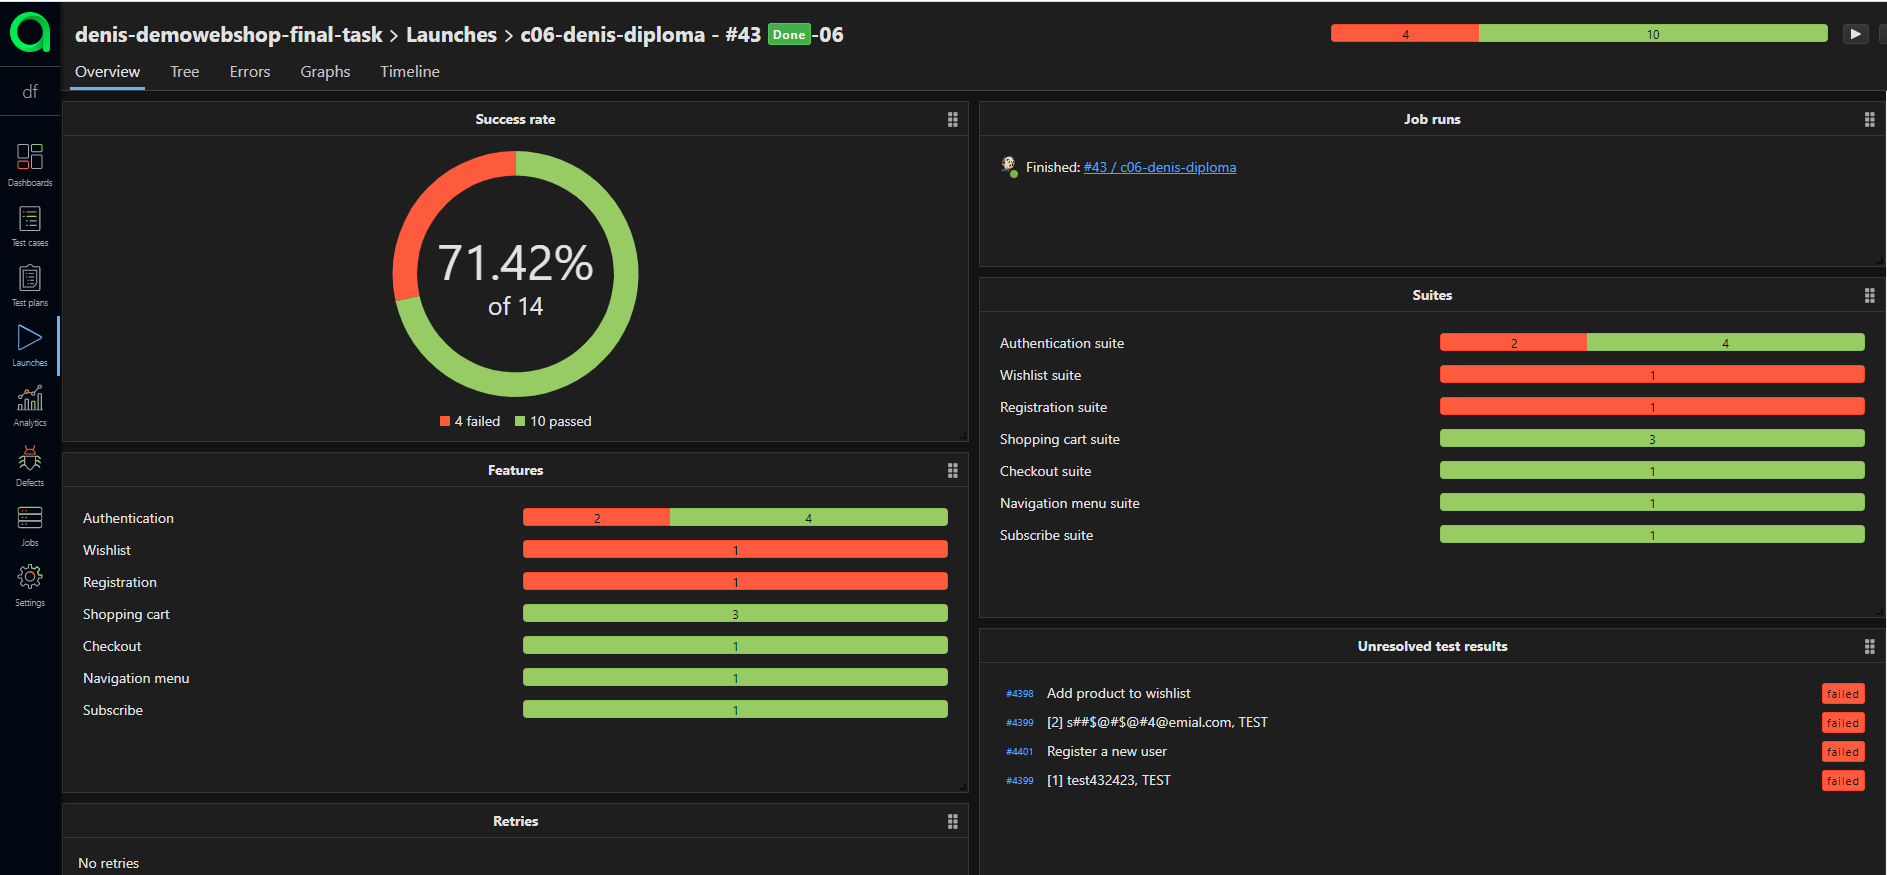 denis-demowebshop-final-task > Launches > c06-denis-diploma - #43 Done -06
4 10
Overview Tree Errors Graphs Timeline
df
Dashboards
Test cases
Test plans
Launches
Analytics
Defects
Jobs
Settings
Success rate
71.42%
of 14
4 failed 10 passed
Features
Authentication 2 4
Wishlist 1
Registration 1
Shopping cart 3
Checkout 1
Navigation menu 1
Subscribe 1
Retries
No retries
Job runs
Finished: #43 / c06-denis-diploma
Suites
Authentication suite 2 4
Wishlist suite 1
Registration suite 1
Shopping cart suite 3
Checkout suite 1
Navigation menu suite 1
Subscribe suite 1
Unresolved test results
#4398 Add product to wishlist failed
#4399 [2] s##$@#$@#4@emial.com, TEST failed
#4401 Register a new user failed
#4399 [1] test432423, TEST failed